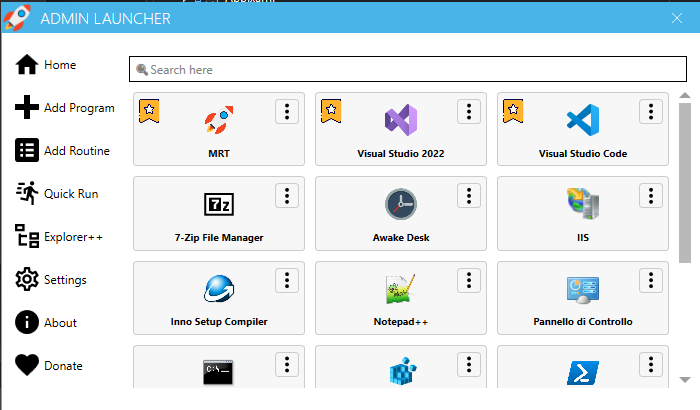 ADMIN LAUNCHER
Home
Search here
Add Program
Add Routine
Quick Run
Explorer++
Settings
About
Donate
MRT
Visual Studio 2022
Visual Studio Code
7z
7-Zip File Manager
Awake Desk
IIS
Inno Setup Compiler
Notepad++
Pannello di Controllo
C:\_